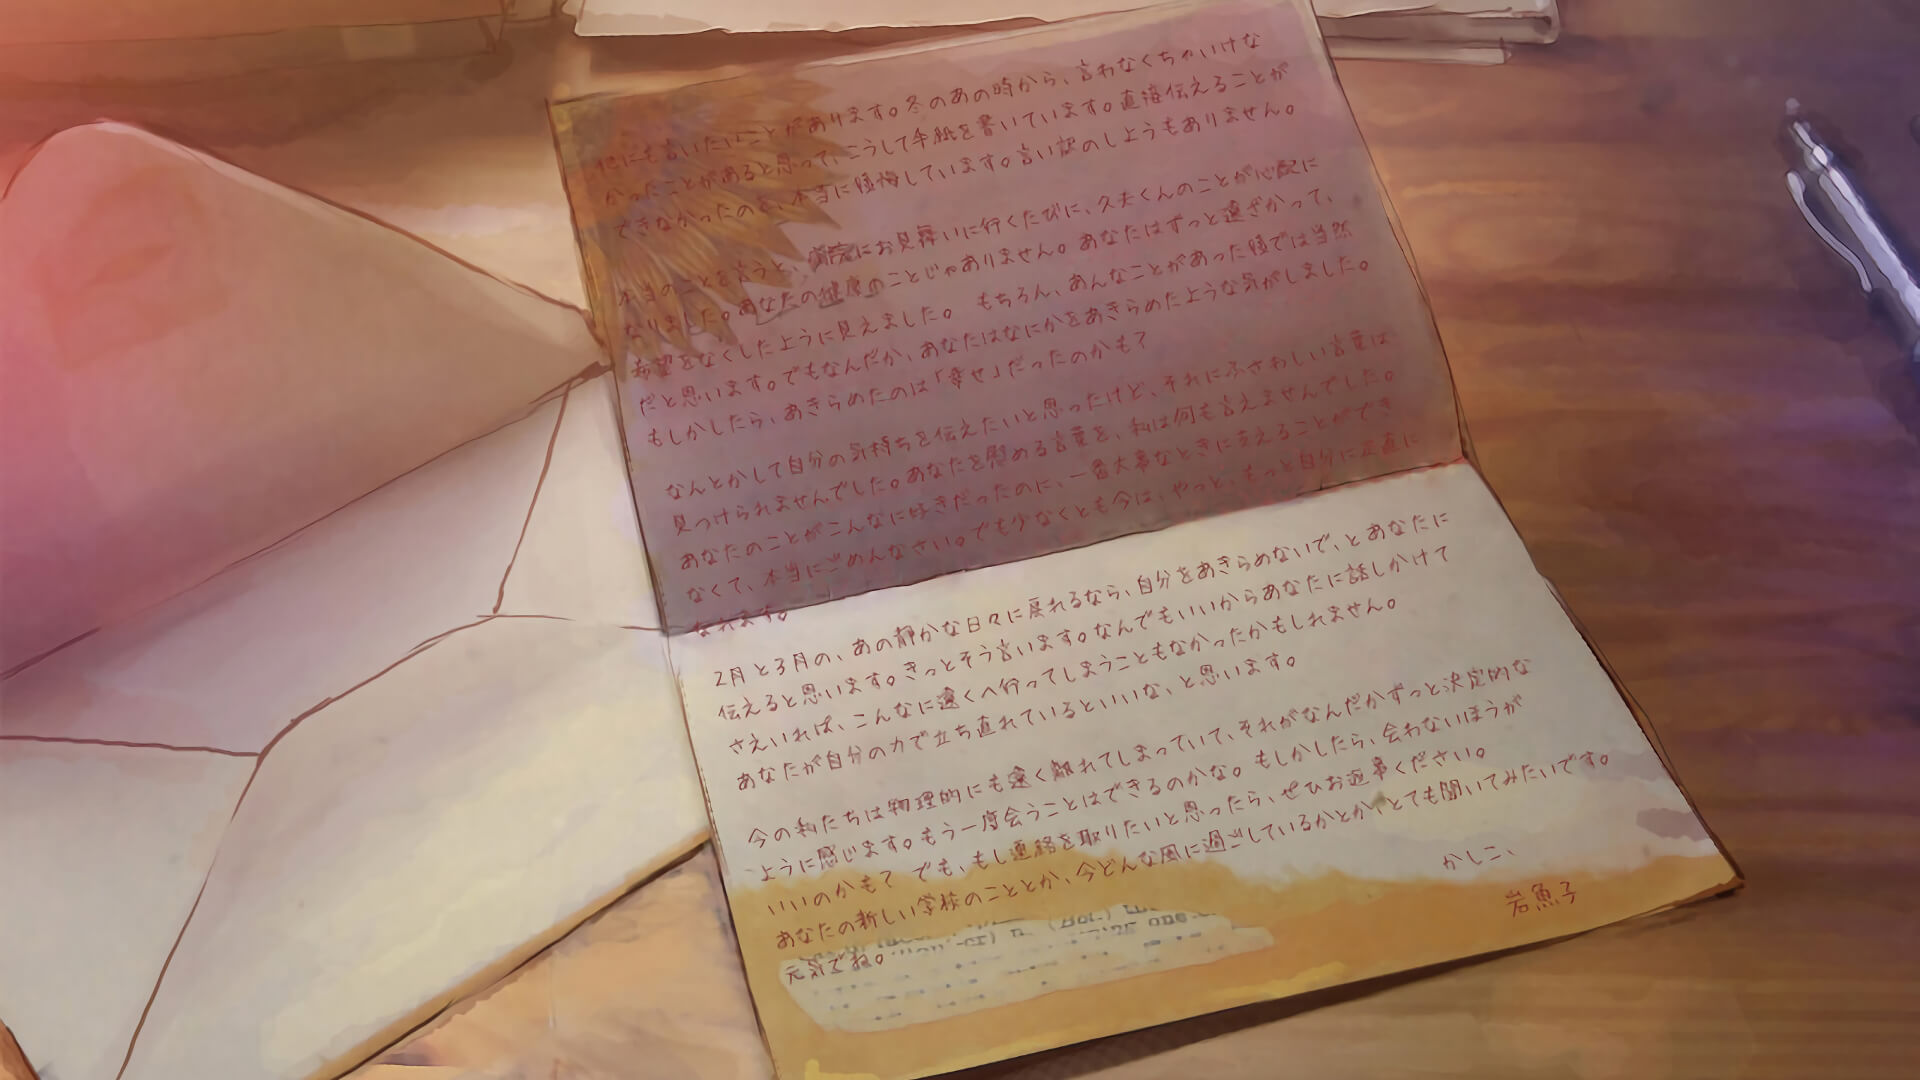 他にも言いたいことがあります。冬のあの時から、言わなくちゃいけな
かったことがあると思って、こうして手紙を書いています。直接伝えることが
できなかったのを、本当に後悔しています。言い訳のしようもありません。
本当のことを言うと、病院にお見舞いに行くたびに、久夫くんのことが心配に
なりました。あなたの健康のことじゃありません。あなたはずっと遠ざかって、
希望をなくしたように見えました。 もちろん、あんなことがあった後では当然
だと思います。でもなんだか、あなたはなにかをあきらめたような気がしました。
もしかしたら、あきらめたのは「幸せ」だったのかも?
なんとかして自分の気持ちを伝えたいと思ったけど、それにふさわしい言葉は
見つけられませんでした。あなたを慰める言葉を、私は何も言えませんでした。
あなたのことがこんなに好きだったのに、一番大事なときに支えることができ
なくて、本当にごめんなさい。でも少なくとも今は、やっと、もっと自分に正直に
なれます。
2月と3月の、あの静かな日々に戻れるなら、自分をあきらめないで、とあなたに
伝えると思います。きっとそう言います。なんでもいいからあなたに話しかけて
さえいれば、こんなに遠くへ行ってしまうこともなかったかもしれません。
あなたが自分の力で立ち直れているといいな、と思います。
今の私たちは物理的にも遠く離れてしまっていて、それがなんだかずっと決定的な
ように感じます。もう一度会うことはできるのかな。もしかしたら、会わないほうが
いいのかも? でも、もし連絡を取りたいと思ったら、ぜひお返事ください。
あなたの新しい学校のこととか、今どんな風に過ごしているかとか、とても聞いてみたいです。
元気でね。
かしこ、
岩魚子